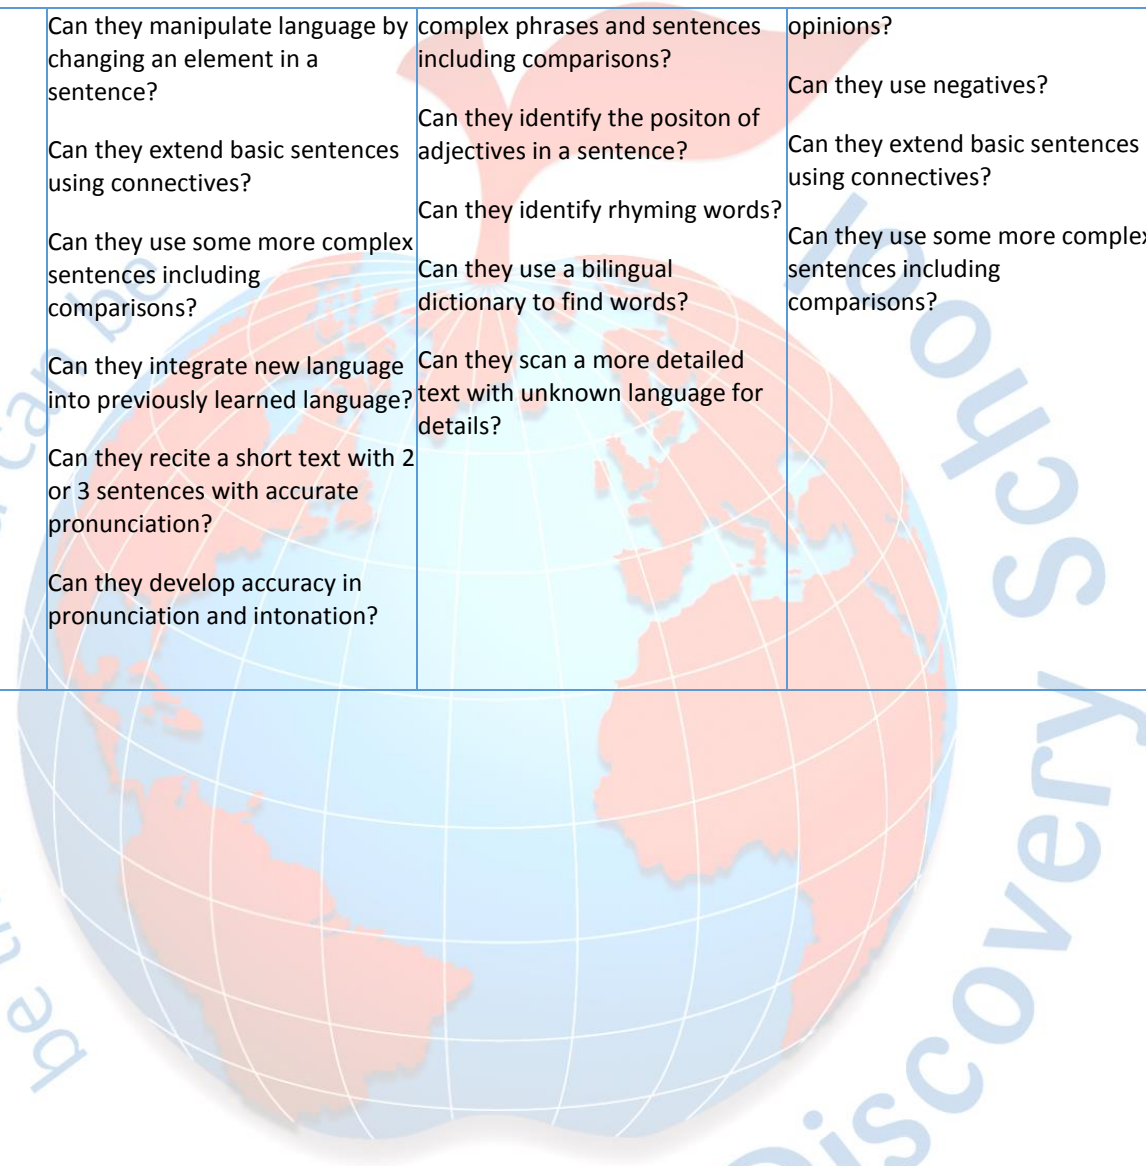 Can they manipulate language by
changing an element in a
sentence?
Can they extend basic sentences
using connectives?
Can they use some more complex
sentences including
comparisons?
Can they integrate new language
into previously learned language?
Can they recite a short text with 2
or 3 sentences with accurate
pronunciation?
Can they develop accuracy in
pronunciation and intonation?
complex phrases and sentences
including comparisons?
Can they identify the positon of
adjectives in a sentence?
Can they identify rhyming words?
Can they use a bilingual
dictionary to find words?
Can they scan a more detailed
text with unknown language for
details?
opinions?
Can they use negatives?
Can they extend basic sentences
using connectives?
Can they use some more complex
sentences including
comparisons?
can be
be
Discovery School